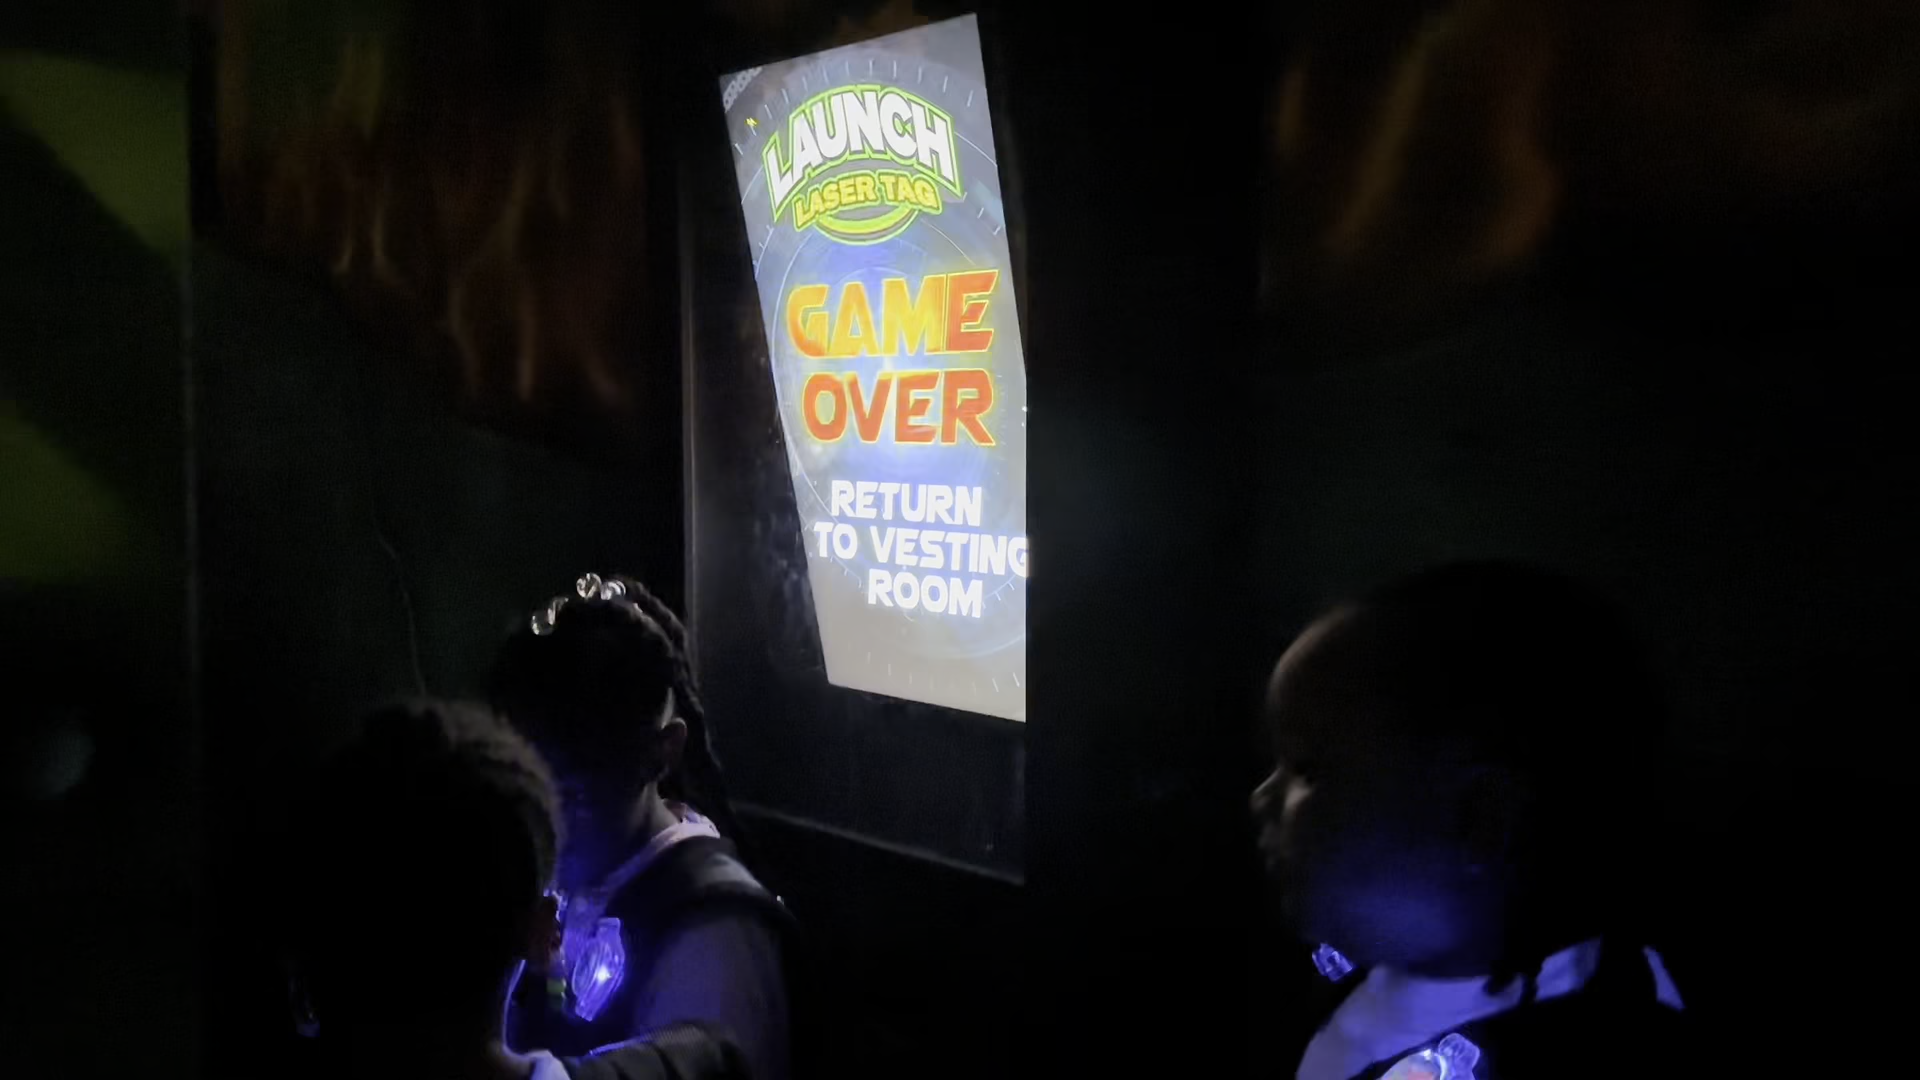 LAUNCH
LASER TAG
GAME
OVER
RETURN
TO VESTING
ROOM